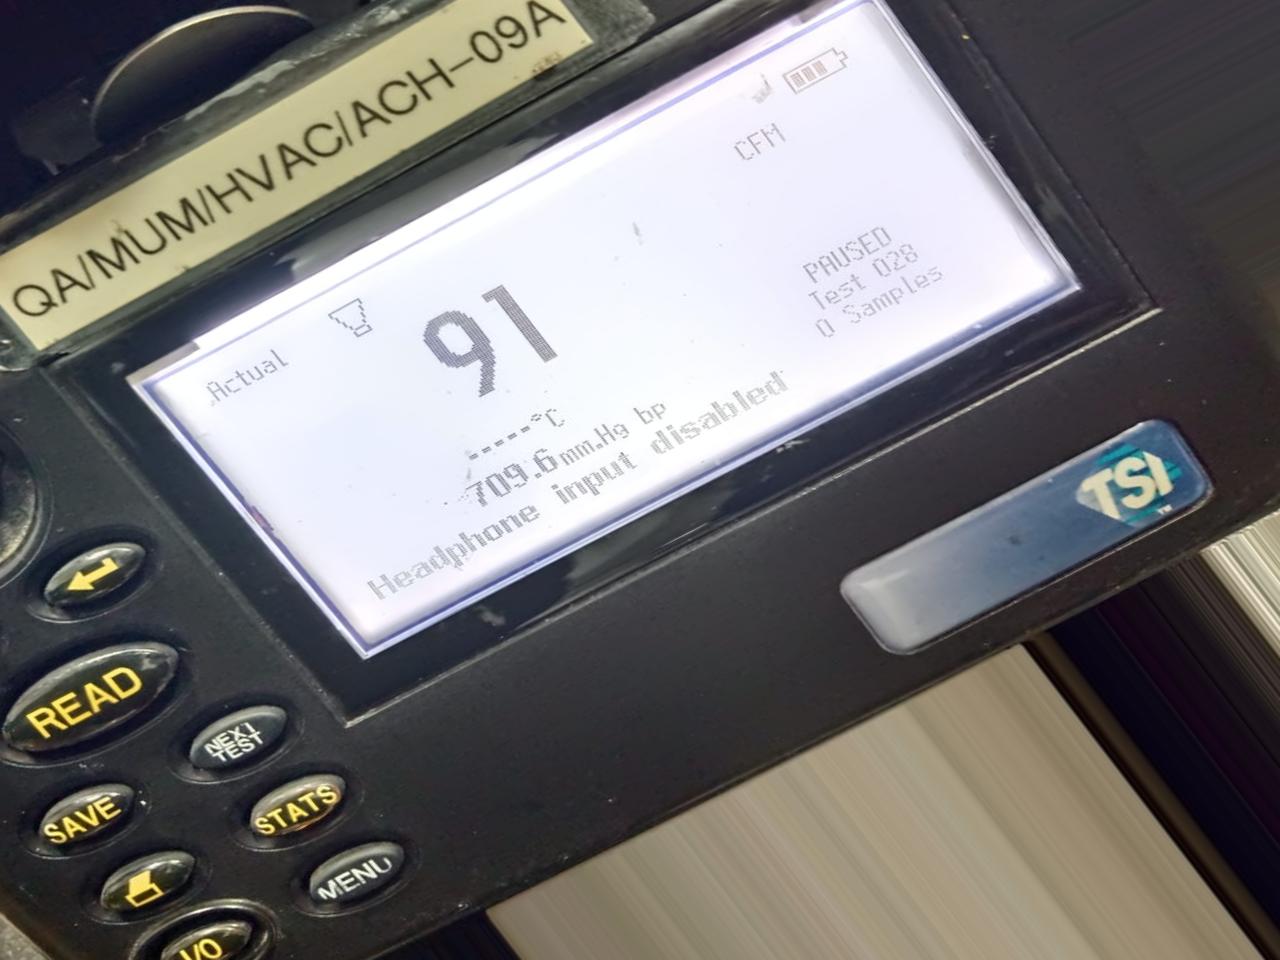 QA/MUM/HVAC/ACH-09A
CFM
Actual
91
PAUSED
Test 028
0 Samples
-----°C
709.6 mm.Hg bp
Headphone input disabled
TSI
READ
NEXT
TEST
SAVE
STATS
MENU
I/O